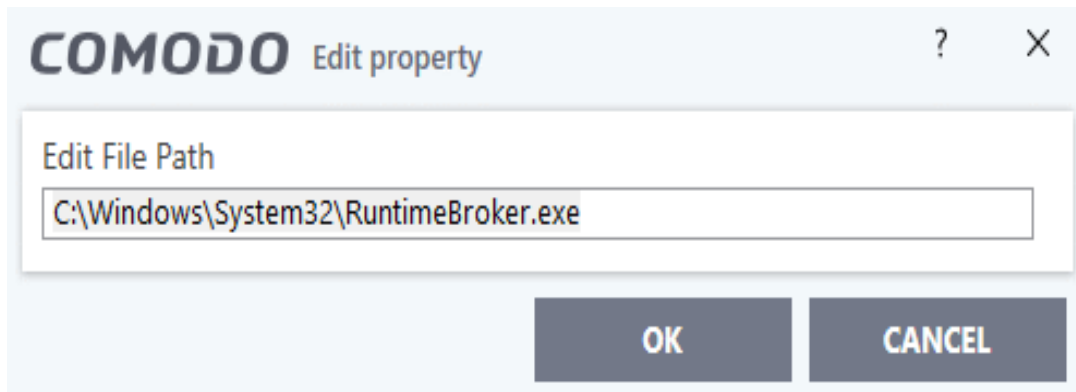 COMODO Edit property ? X
Edit File Path
C:\Windows\System32\RuntimeBroker.exe
OK CANCEL